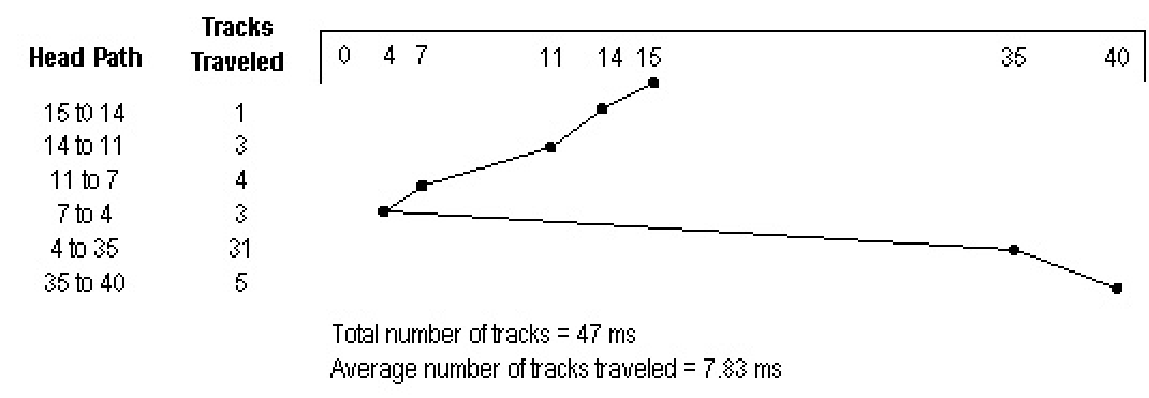 Head Path Tracks Traveled 0 4 7 11 14 15 35 40
15 t0 14 1
14 to 11 3
11 to 7 4
7 to 4 3
4 to 35 31
35 to 40 5
Total number of tracks = 47 ms
Average number of tracks traveled = 7.83 ms